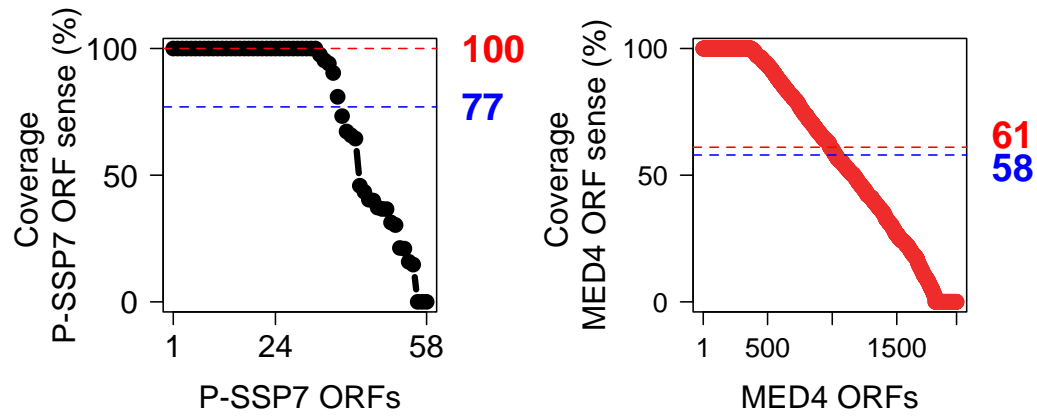 Coverage
P-SSP7 ORF sense (%)
100
50
0
1
24
58
P-SSP7 ORFs
100
77
Coverage
MED4 ORF sense (%)
100
50
0
1
500
1500
MED4 ORFs
61
58